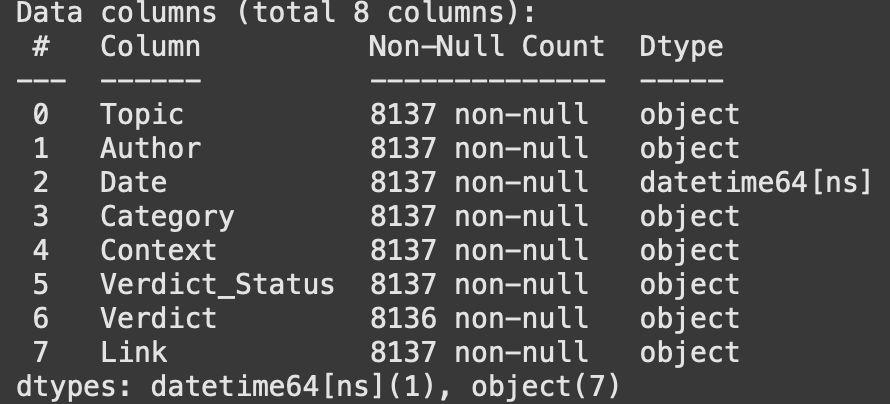 Data columns (total 8 columns):
 #   Column          Non-Null Count  Dtype
---  ------          --------------  -----
 0   Topic           8137 non-null   object
 1   Author          8137 non-null   object
 2   Date            8137 non-null   datetime64[ns]
 3   Category        8137 non-null   object
 4   Context         8137 non-null   object
 5   Verdict_Status  8137 non-null   object
 6   Verdict         8136 non-null   object
 7   Link            8137 non-null   object
dtypes: datetime64[ns](1), object(7)